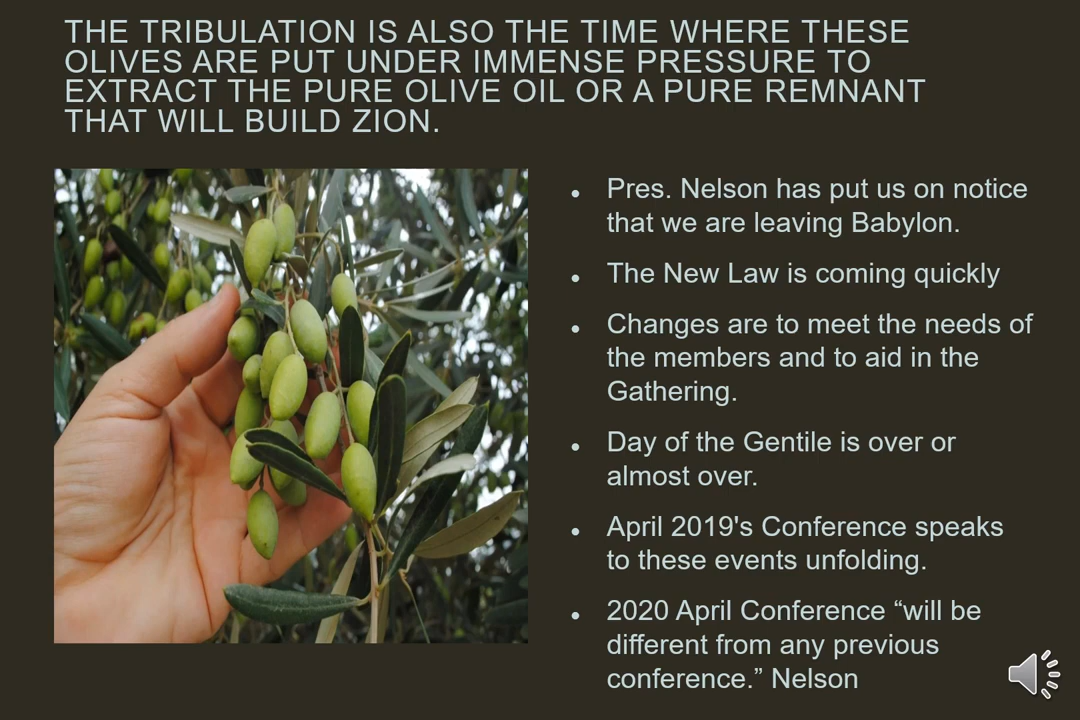 THE TRIBULATION IS ALSO THE TIME WHERE THESE
OLIVES ARE PUT UNDER IMMENSE PRESSURE TO
EXTRACT THE PURE OLIVE OIL OR A PURE REMNANT
THAT WILL BUILD ZION.
• Pres. Nelson has put us on notice
that we are leaving Babylon.
• The New Law is coming quickly
• Changes are to meet the needs of
the members and to aid in the
Gathering.
• Day of the Gentile is over or
almost over.
• April 2019's Conference speaks
to these events unfolding.
• 2020 April Conference “will be
different from any previous
conference.” Nelson